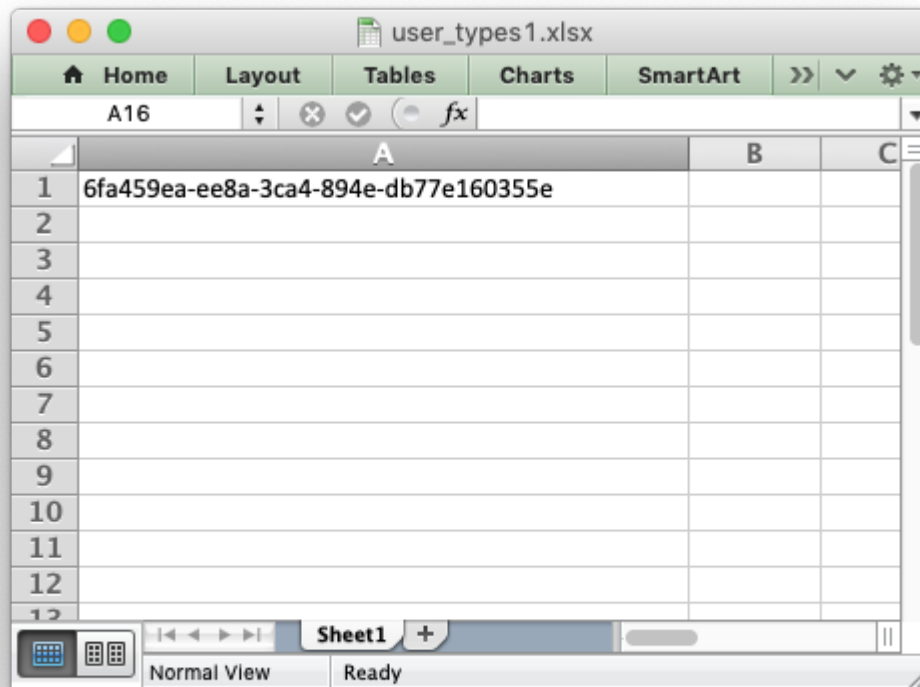 user_types1.xlsx
Home Layout Tables Charts SmartArt
A16 fx
A B C
1 6fa459ea-ee8a-3ca4-894e-db77e160355e
2
3
4
5
6
7
8
9
10
11
12
13
Sheet1 +
Normal View Ready